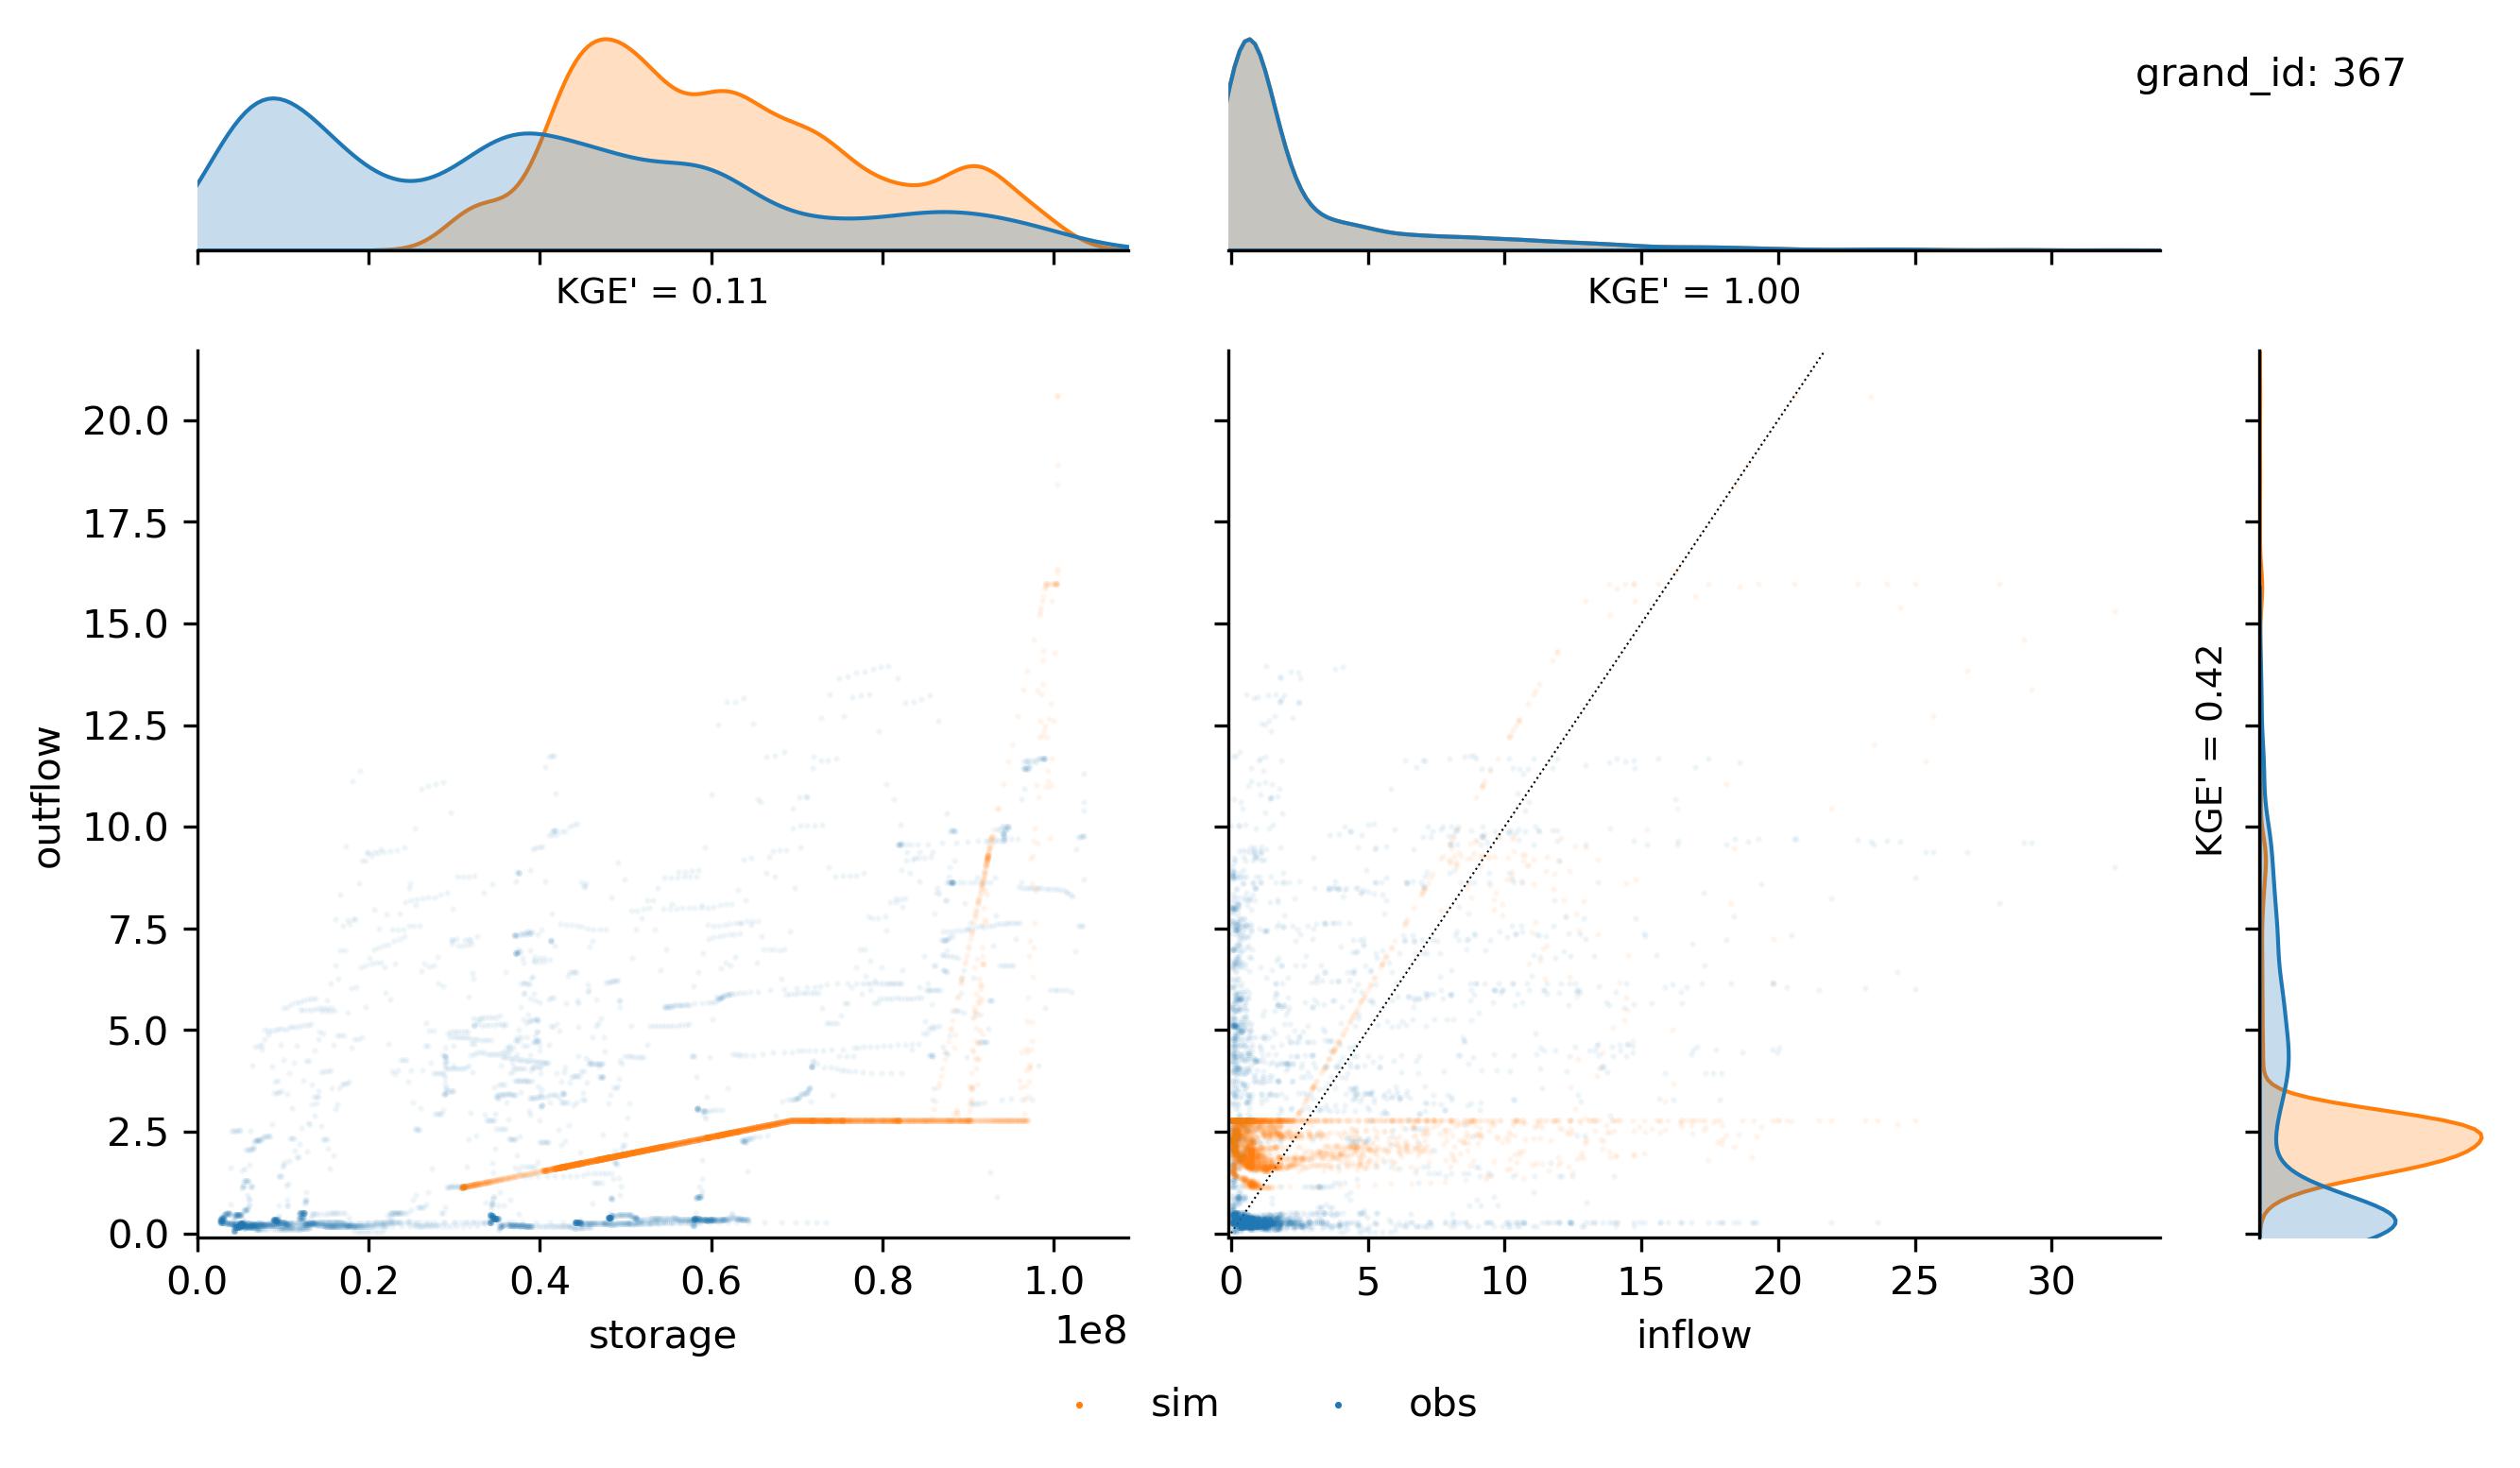 grand_id: 367
KGE' = 0.11
KGE' = 1.00
20.0
17.5
15.0
12.5
10.0
7.5
5.0
2.5
0.0
outflow
KGE' = 0.42
0.0 0.2 0.4 0.6 0.8 1.0
1e8
storage
0 5 10 15 20 25 30
inflow
sim obs